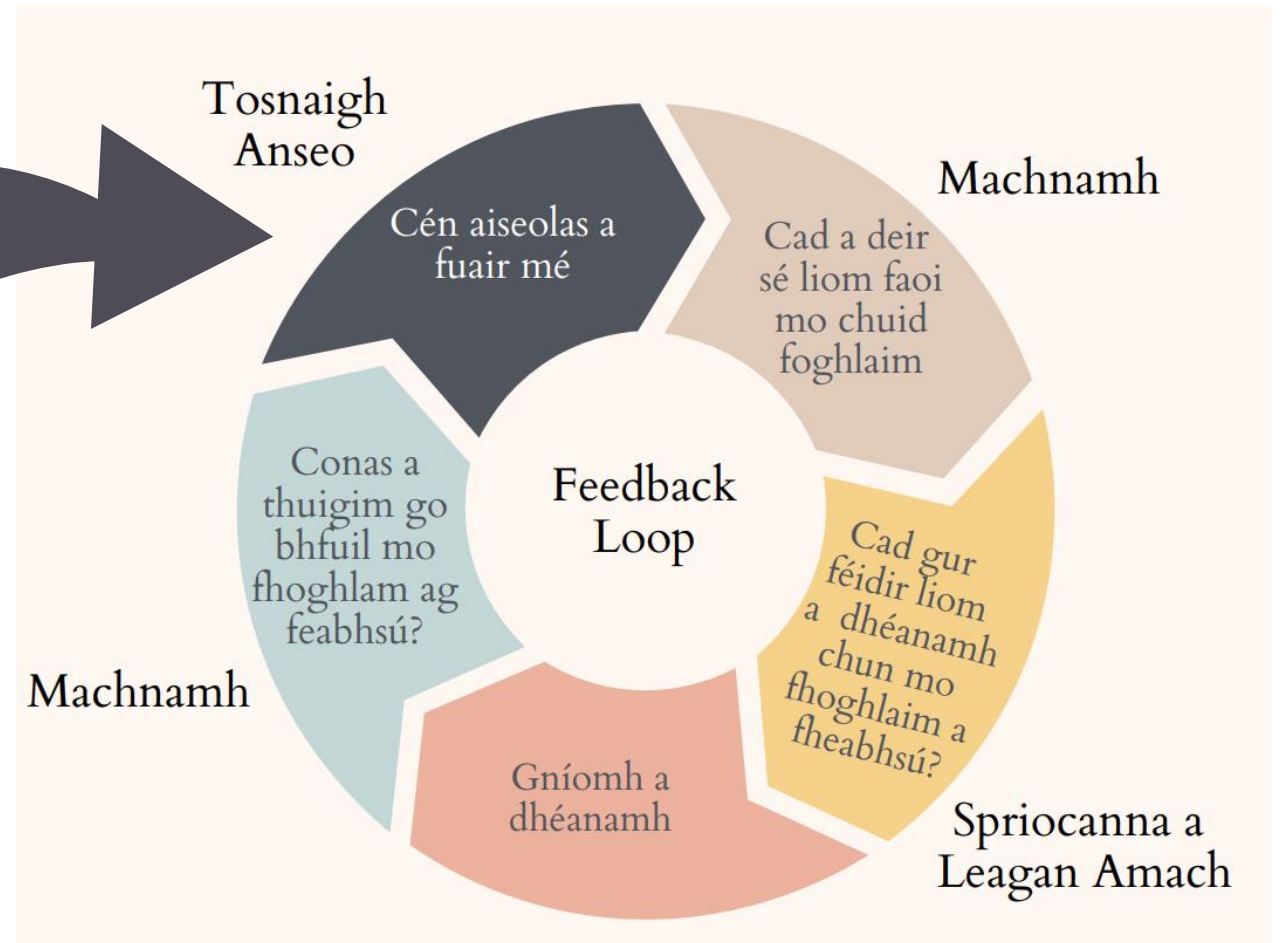 Tosnaigh
Anseo
Cén aiseolas a
fuair mé
Machnamh
Cad a deir
sé liom faoi
mo chuid
foghlaim
Cad gur
féidir liom
a dhéanamh
chun mo
fhoghlaim a
fheabhsú?
Spriocanna a
Leagan Amach
Gníomh a
dhéanamh
Machnamh
Conas a
thuigim go
bhfuil mo
fhoghlam ag
feabhsú?
Feedback
Loop